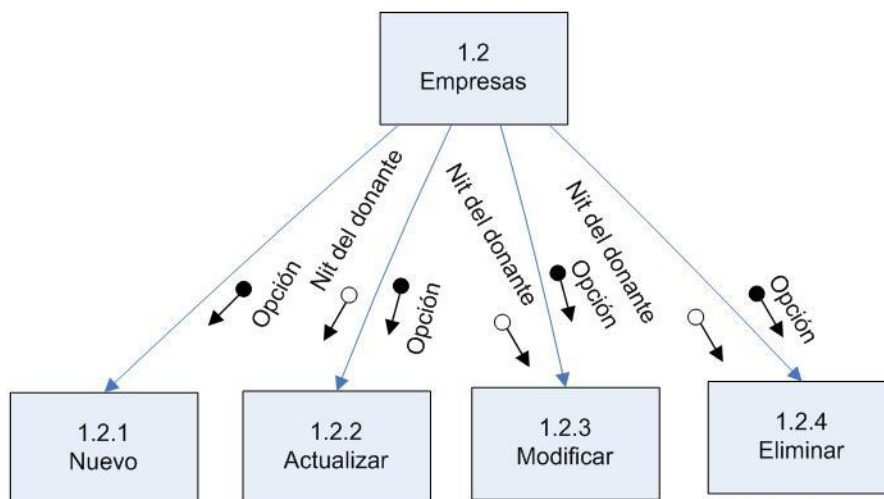 1.2
Empresas
Opción
Nit del donante
Opción
Nit del donante
Opción
Nit del donante
Opción
1.2.1
Nuevo
1.2.2
Actualizar
1.2.3
Modificar
1.2.4
Eliminar